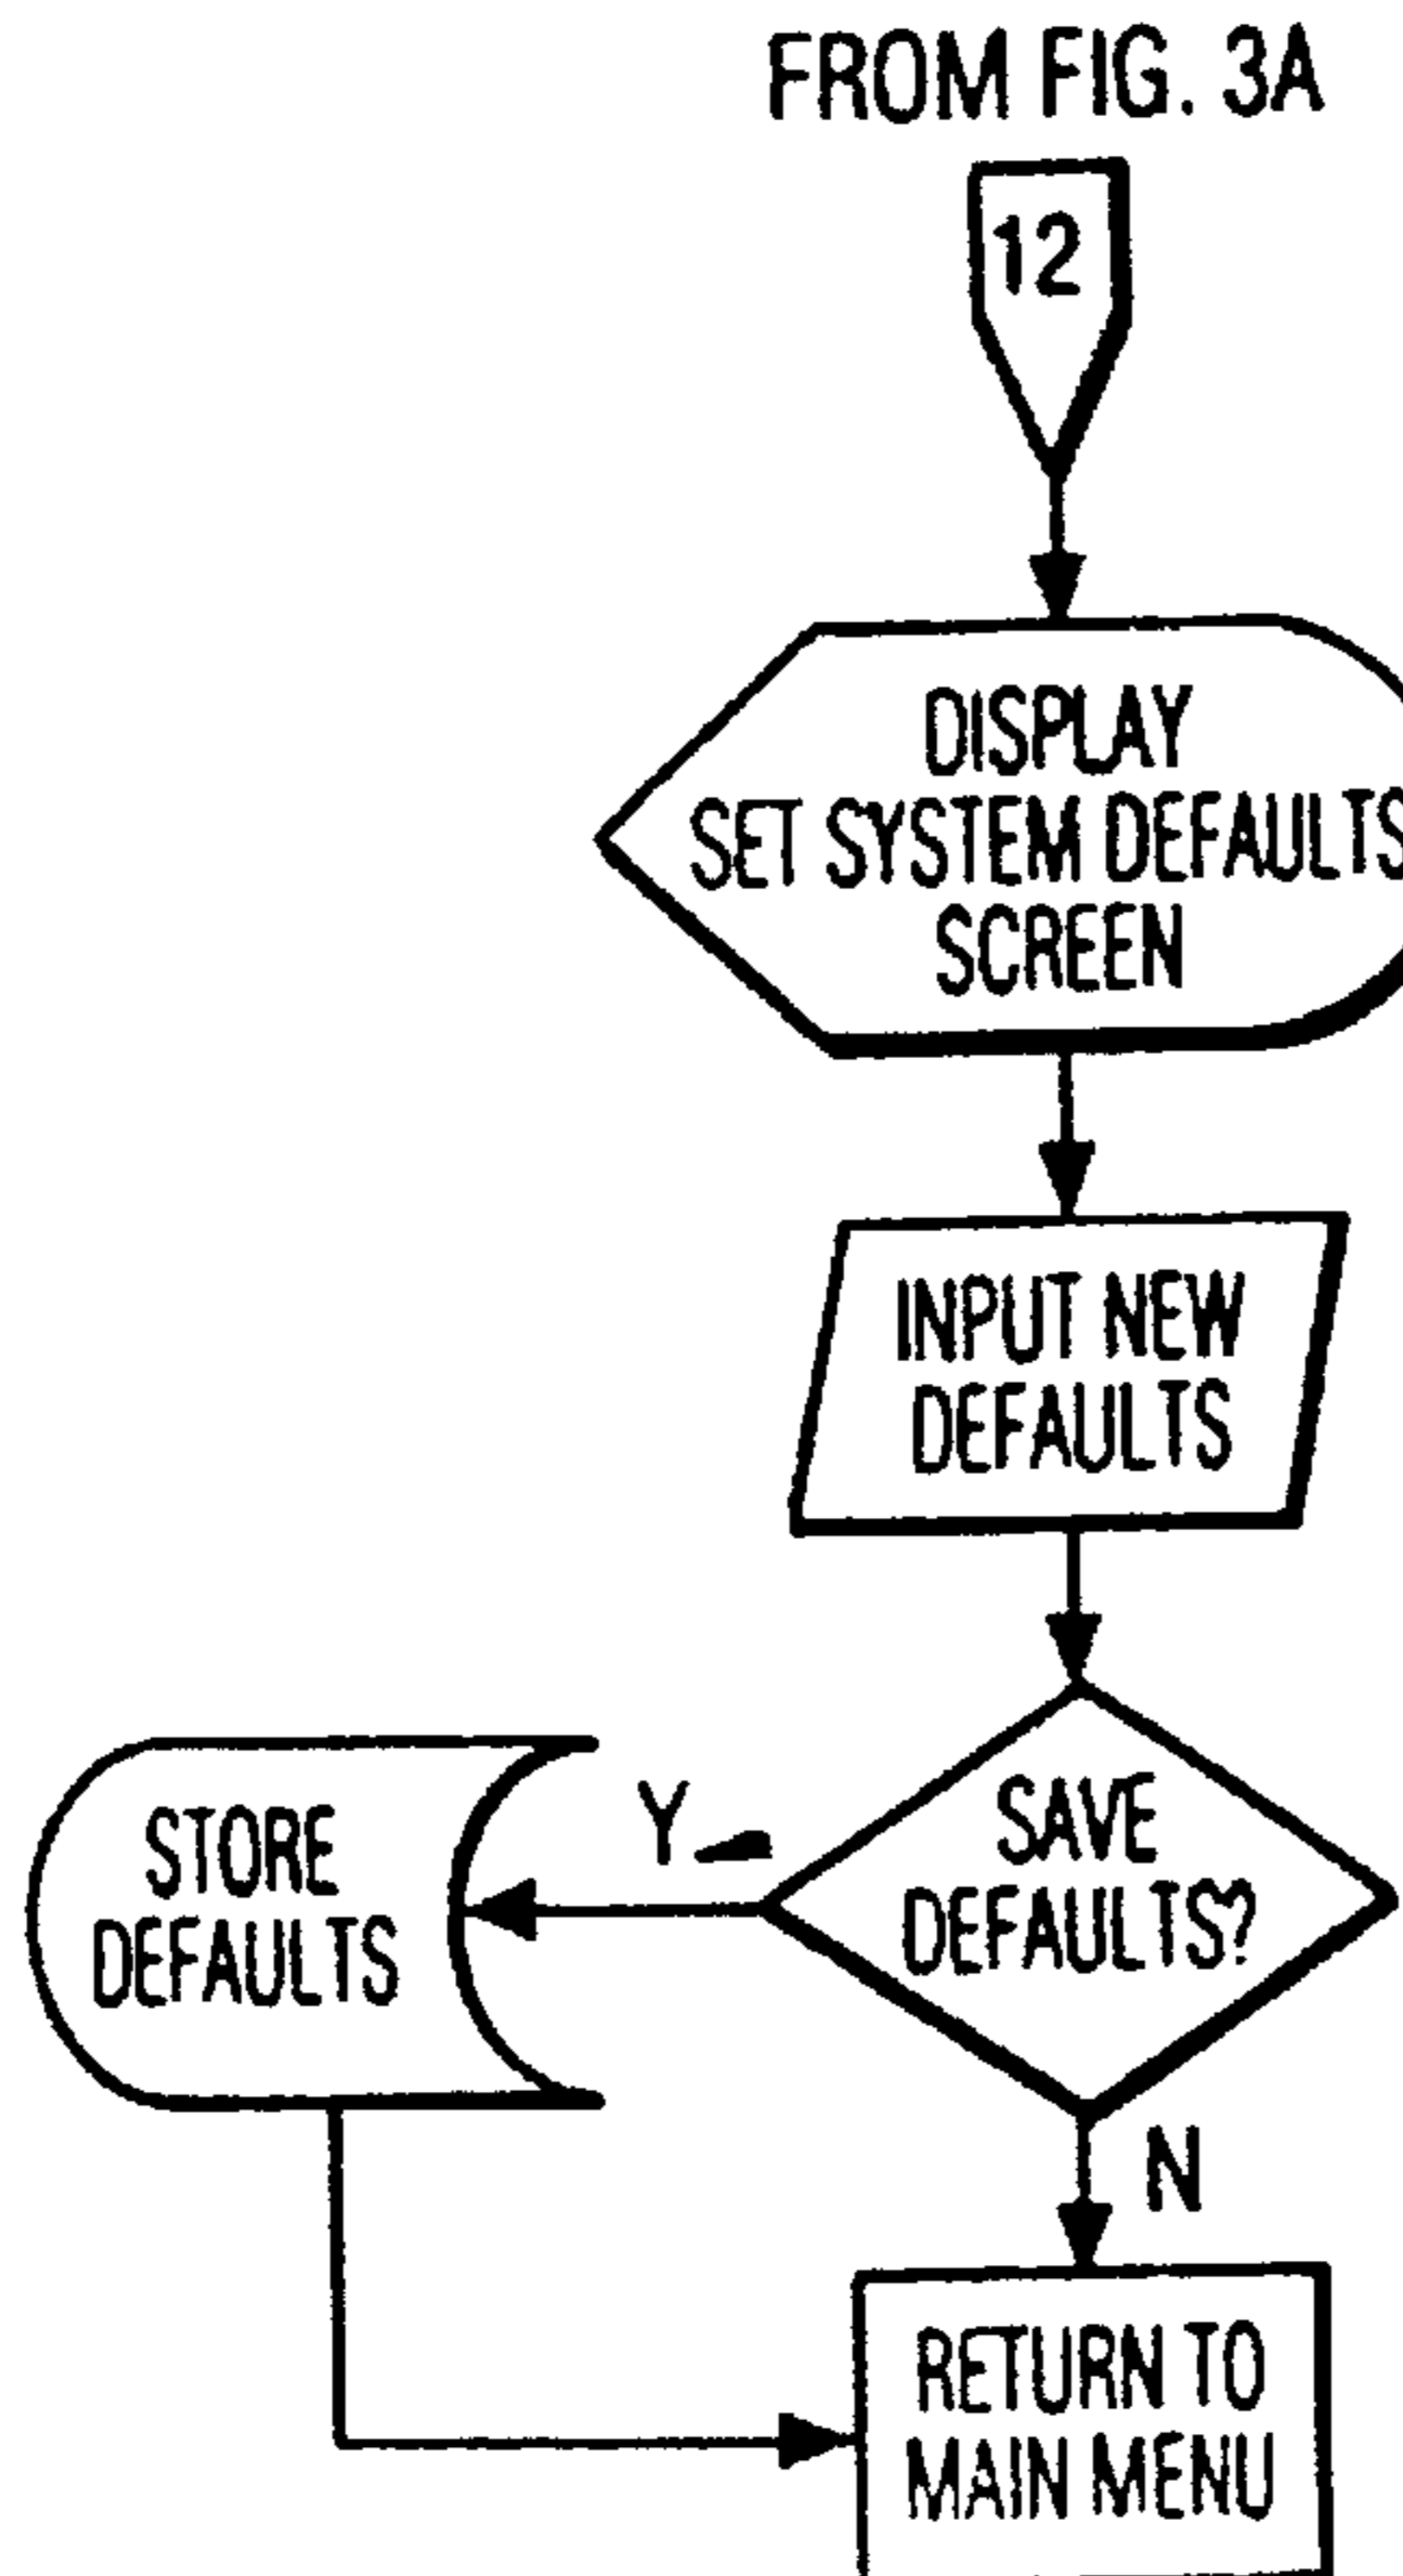 FROM FIG. 3A
12
DISPLAY
SET SYSTEM DEFAULTS
SCREEN
INPUT NEW
DEFAULTS
SAVE
DEFAULTS?
Y
STORE
DEFAULTS
N
RETURN TO
MAIN MENU